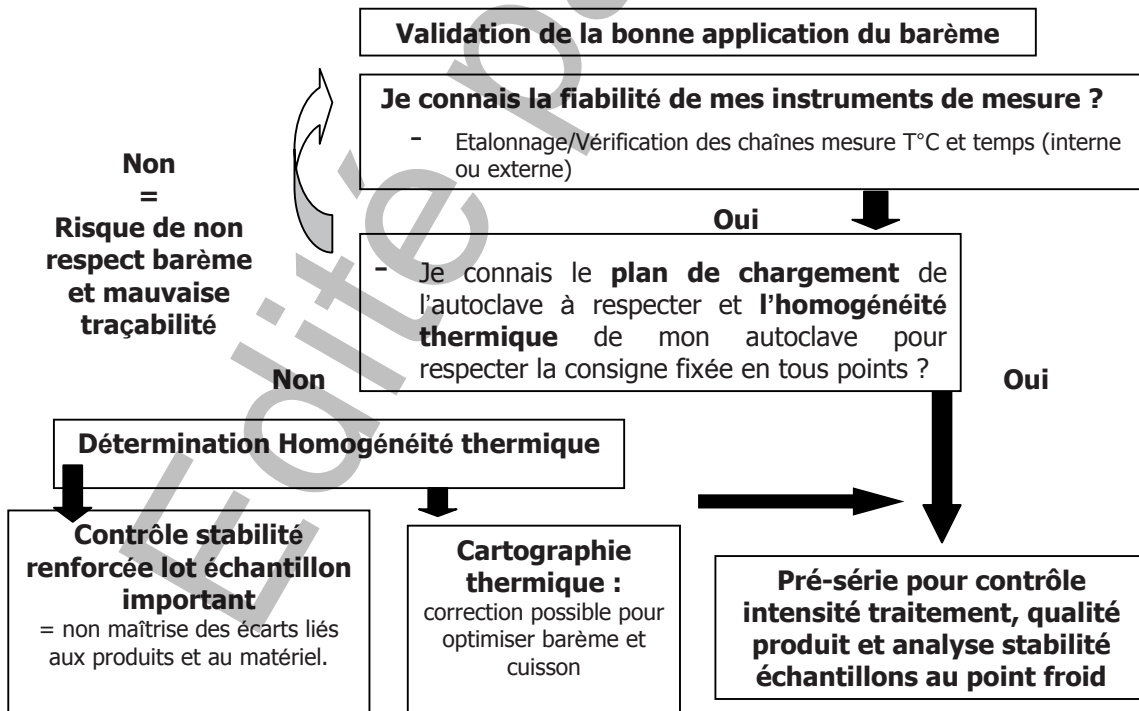 Validation de la bonne application du barème
Je connais la fiabilité de mes instruments de mesure ?
- Etalonnage/Vérification des chaînes mesure T°C et temps (interne
ou externe)
Non
=
Risque de non
respect barème
et mauvaise
traçabilité
Oui
- Je connais le plan de chargement de
l'autoclave à respecter et l'homogénéité
thermique de mon autoclave pour
respecter la consigne fixée en tous points ?
Non
Oui
Détermination Homogénéité thermique
Contrôle stabilité
renforcée lot échantillon
important
= non maîtrise des écarts liés
aux produits et au matériel.
Cartographie
thermique :
correction possible pour
optimiser barème et
cuisson
Pré-série pour contrôle
intensité traitement, qualité
produit et analyse stabilité
échantillons au point froid
Edité pa